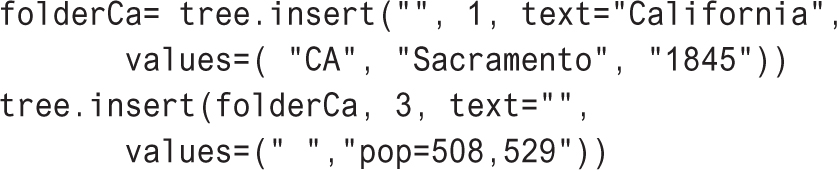 folderCa= tree.insert("", 1, text="California",
values=( "CA", "Sacramento", "1845"))
tree.insert(folderCa, 3, text="",
values=(" ","pop=508,529"))